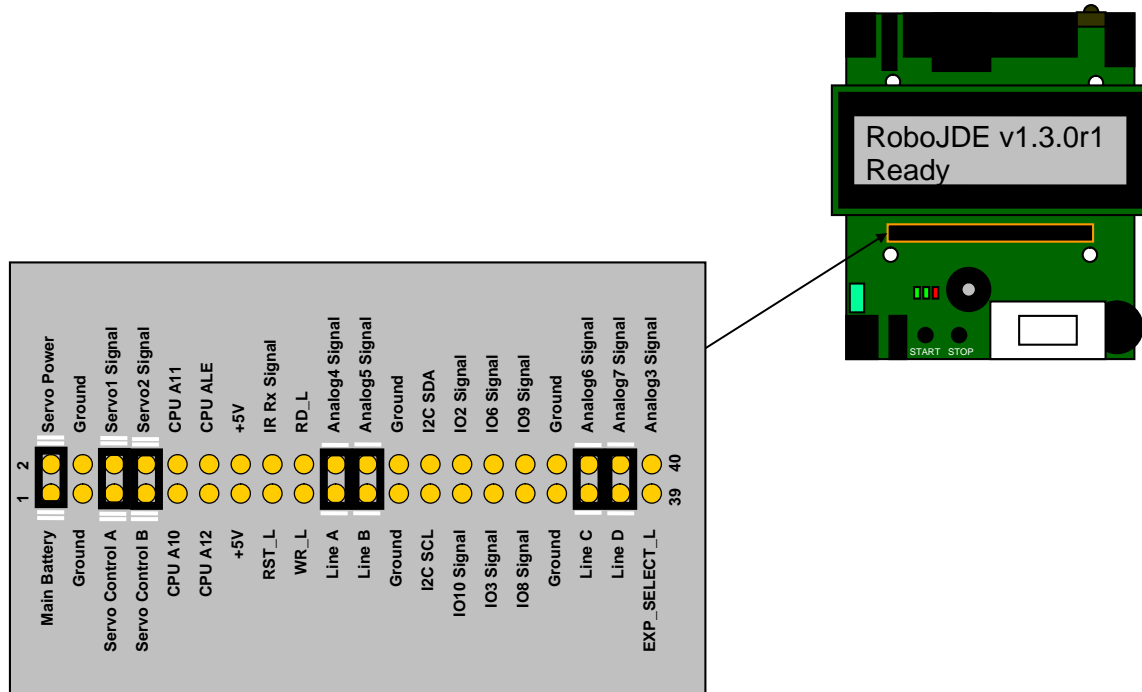 RoboJDE v1.3.0r1
Ready
START STOP
Servo Power
Ground
Servo1 Signal
Servo2 Signal
CPU A11
CPU ALE
+5V
IR Rx Signal
RD_L
Analog4 Signal
Analog5 Signal
Ground
I2C SDA
IO2 Signal
IO6 Signal
IO9 Signal
Ground
Analog6 Signal
Analog7 Signal
Analog3 Signal
2
40
1
39
Main Battery
Ground
Servo Control A
Servo Control B
CPU A10
CPU A12
+5V
RST_L
WR_L
Line A
Line B
Ground
I2C SCL
IO10 Signal
IO3 Signal
IO8 Signal
Ground
Line C
Line D
EXP_SELECT_L